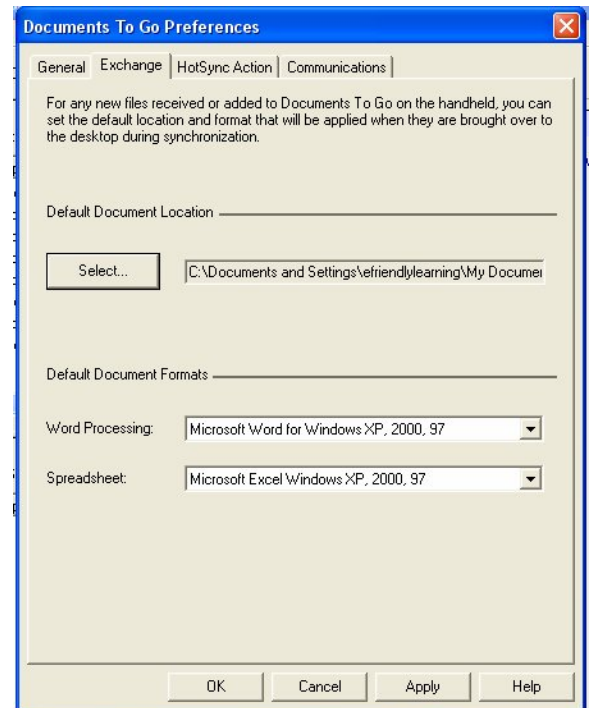 Documents To Go Preferences
General Exchange HotSync Action Communications
For any new files received or added to Documents To Go on the handheld, you can
set the default location and format that will be applied when they are brought over to
the desktop during synchronization.
Default Document Location
Select... C:\Documents and Settings\efriendlylearning\My Documei
Default Document Formats
Word Processing: Microsoft Word for Windows XP, 2000, 97
Spreadsheet: Microsoft Excel Windows XP, 2000, 97
OK Cancel Apply Help